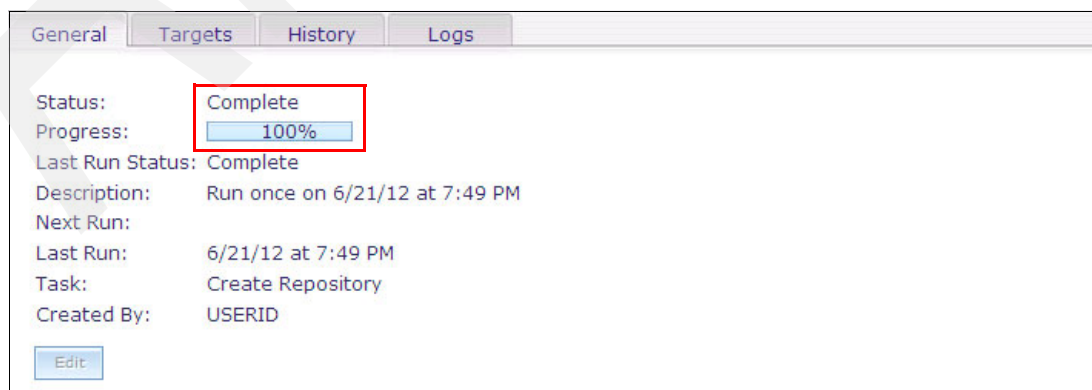 General Targets History Logs
Status: Complete
Progress: 100%
Last Run Status: Complete
Description: Run once on 6/21/12 at 7:49 PM
Next Run:
Last Run: 6/21/12 at 7:49 PM
Task: Create Repository
Created By: USERID
Edit